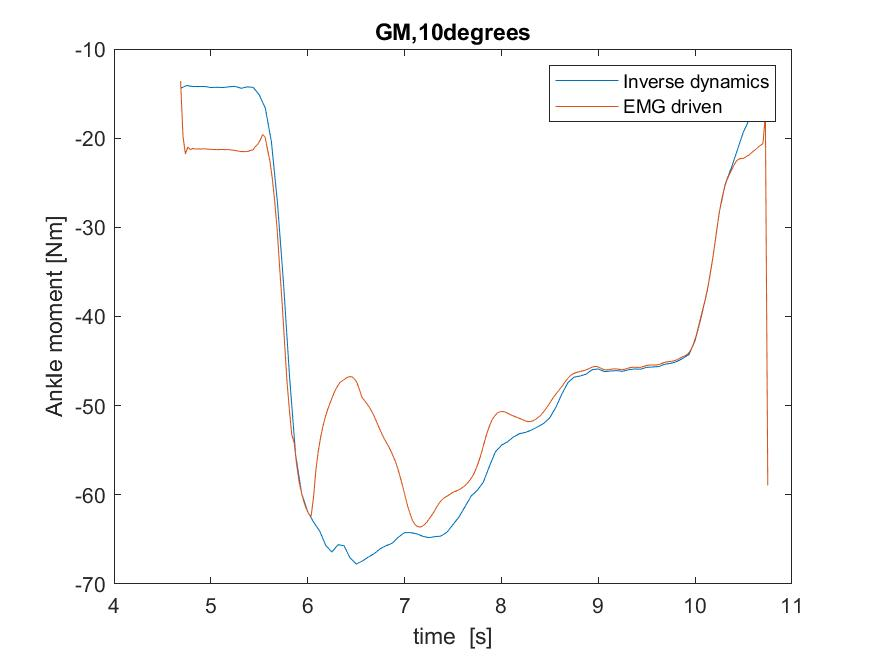 GM,10degrees
-10
-20
-30
-40
-50
-60
-70
Ankle moment [Nm]
Inverse dynamics
EMG driven
4 5 6 7 8 9 10 11
time [s]